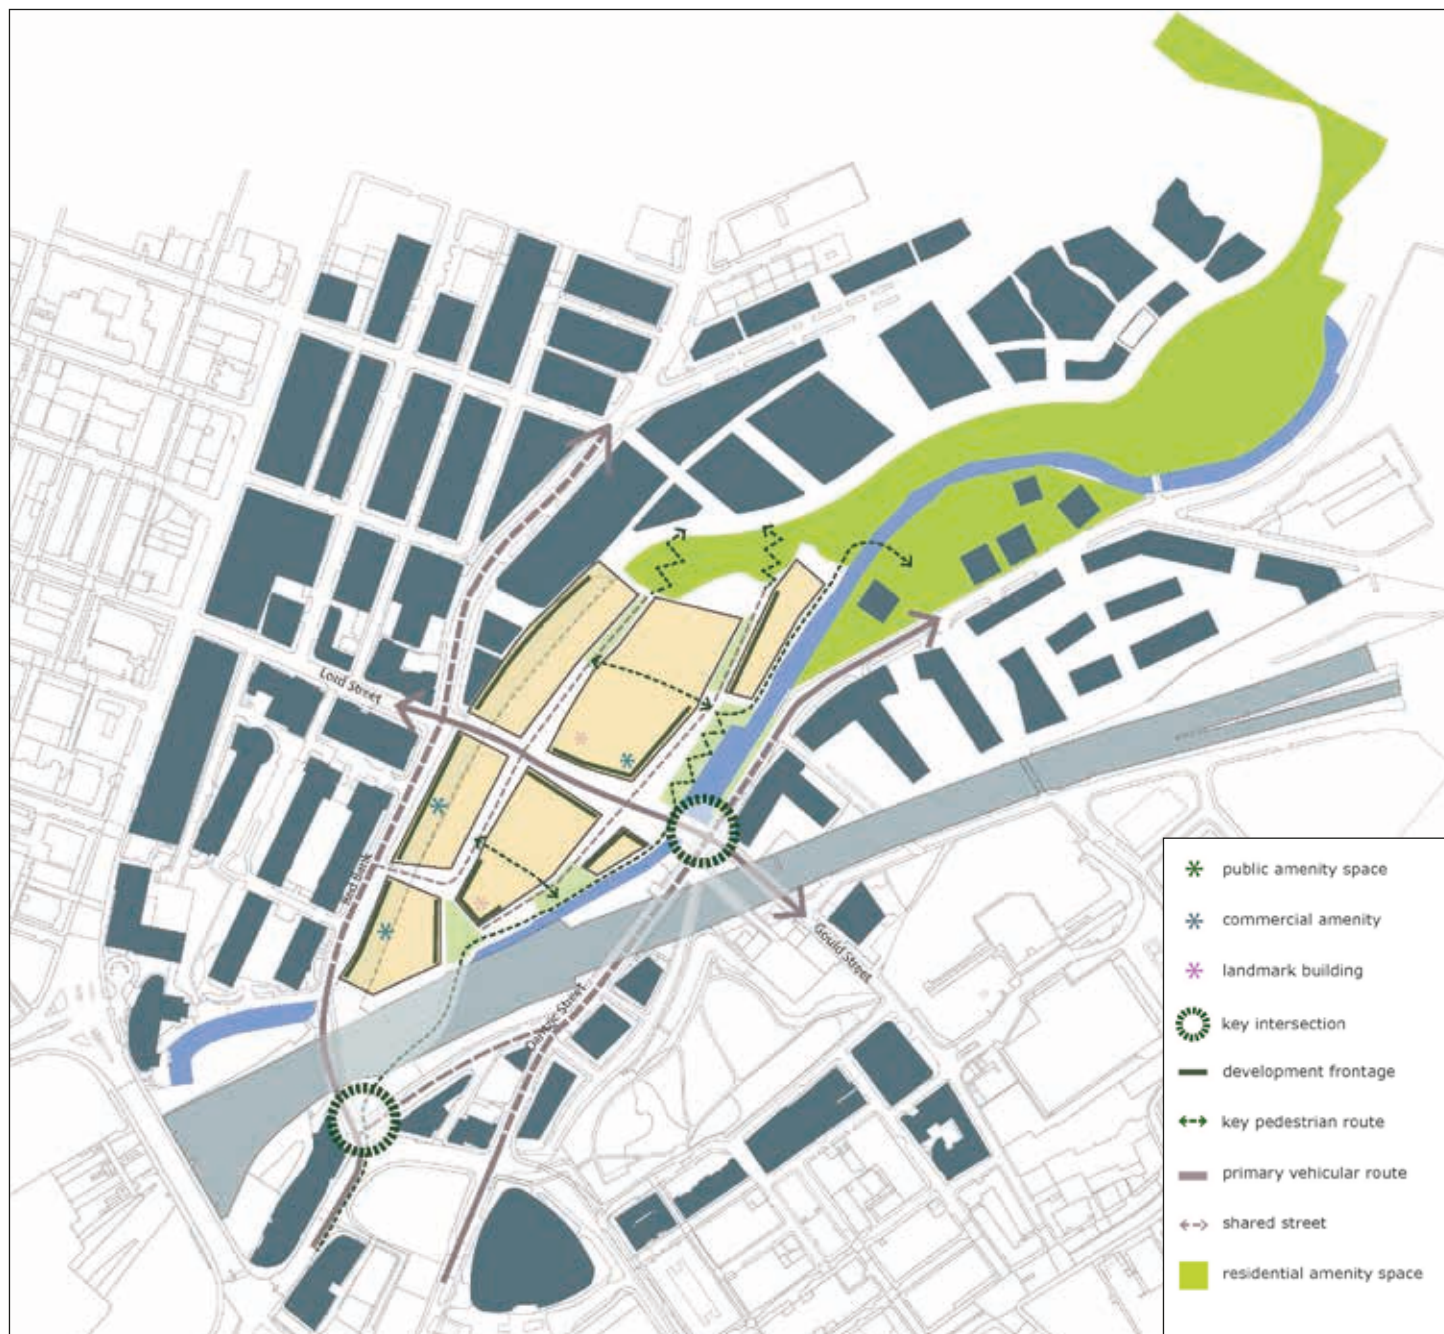 Lord Street
Red Bank
Gould Street
Dantzic Street
public amenity space
commercial amenity
landmark building
key intersection
development frontage
key pedestrian route
primary vehicular route
shared street
residential amenity space